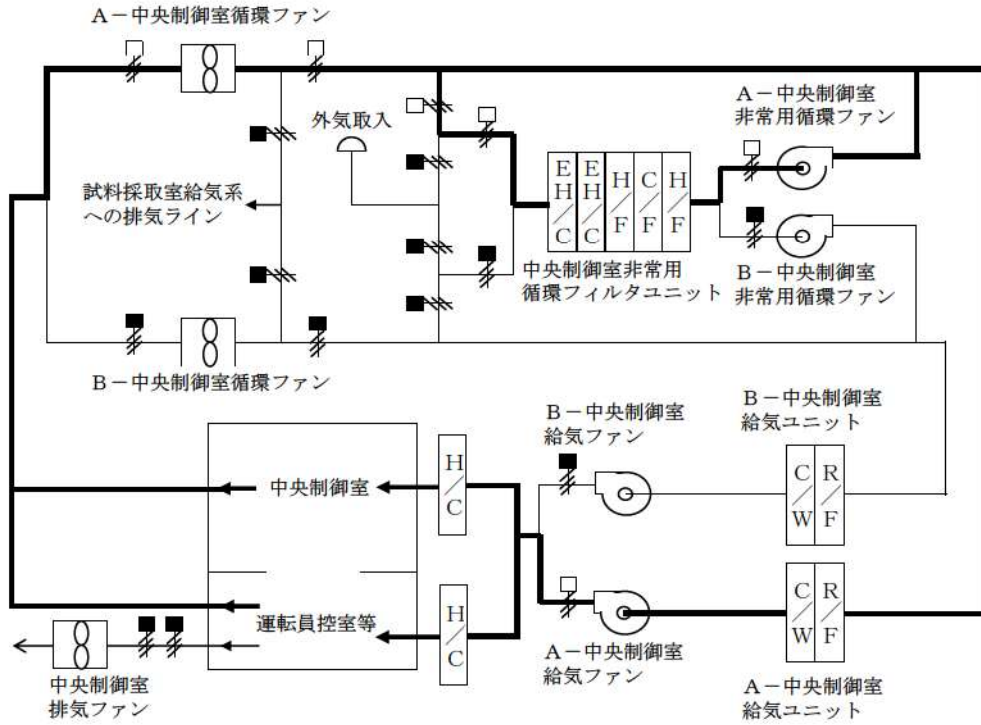 A－中央制御室循環ファン
外気取入
A－中央制御室
非常用循環ファン
試料採取室給気系
への排気ライン
E H／C
E H／C
H／F
C／F
H／F
中央制御室非常用
循環フィルタユニット
B－中央制御室
非常用循環ファン
B－中央制御室循環ファン
B－中央制御室
給気ファン
B－中央制御室
給気ユニット
中央制御室
H／C
C／W
R／F
運転員控室等
H／C
C／W
R／F
中央制御室
排気ファン
A－中央制御室
給気ファン
A－中央制御室
給気ユニット